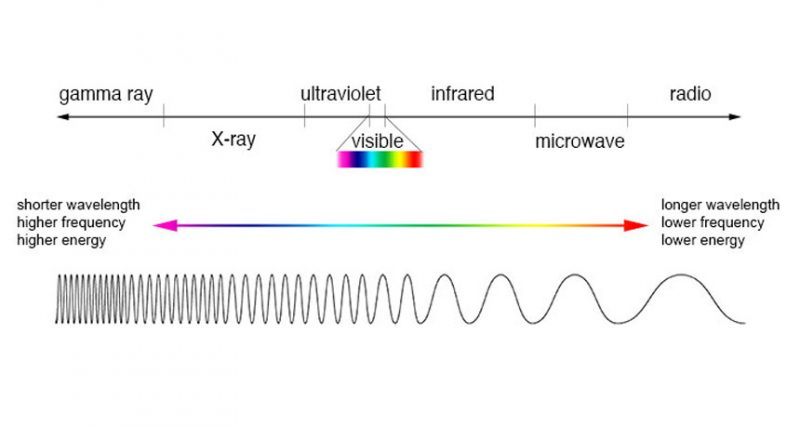 gamma ray
ultraviolet
infrared
radio
X-ray
visible
microwave
shorter wavelength
higher frequency
higher energy
longer wavelength
lower frequency
lower energy